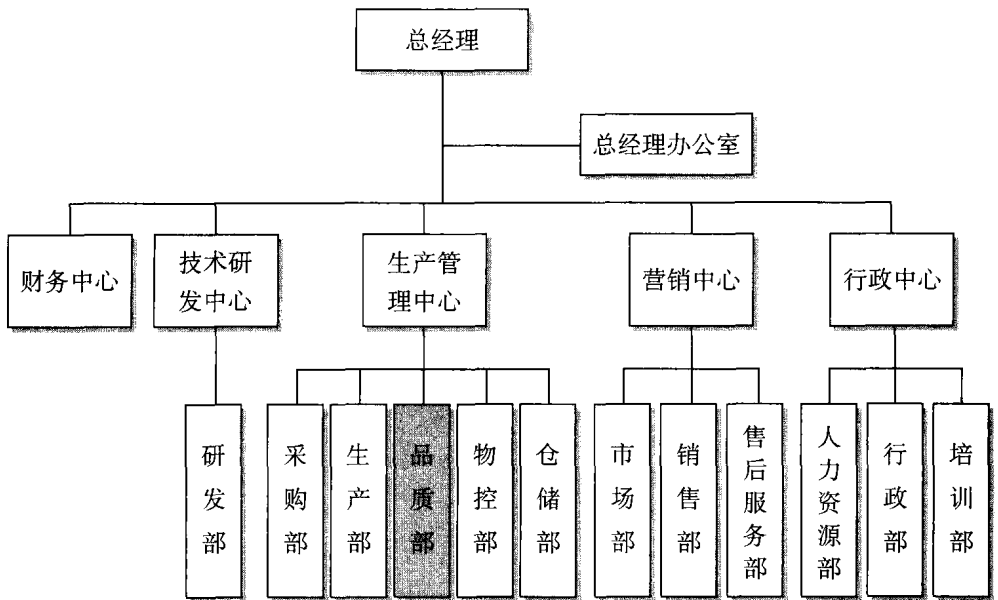 总经理
总经理办公室
财务中心
技术研
发中心
生产管
理中心
营销中心
行政中心
研发部
采购部
生产部
品质部
物控部
仓储部
市场部
销售部
售后服务部
人力资源部
行政部
培训部